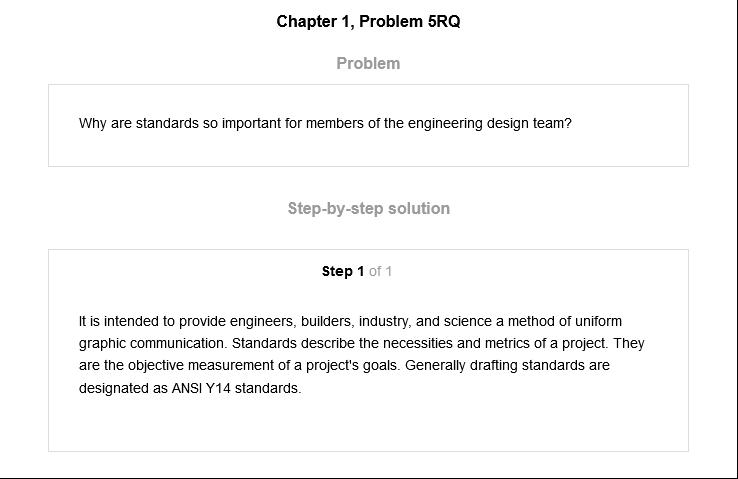 Chapter 1, Problem 5RQ
Problem
Why are standards so important for members of the engineering design team?
Step-by-step solution
Step 1 of 1
It is intended to provide engineers, builders, industry, and science a method of uniform
graphic communication. Standards describe the necessities and metrics of a project. They
are the objective measurement of a project's goals. Generally drafting standards are
designated as ANSI Y14 standards.